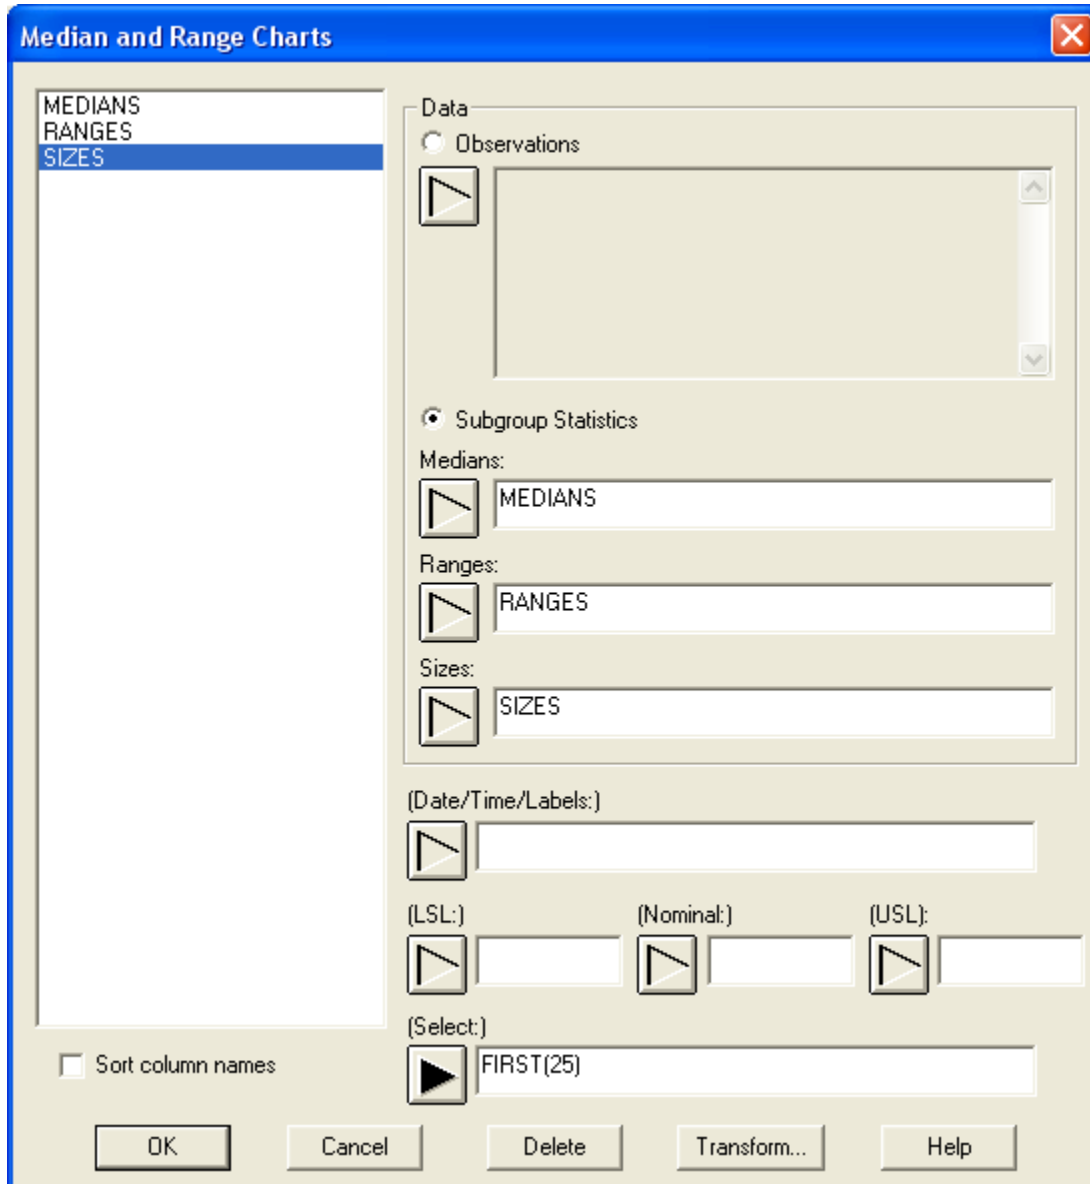 Median and Range Charts
MEDIANS
RANGES
SIZES
Sort column names
Data
Observations
Subgroup Statistics
Medians:
MEDIANS
Ranges:
RANGES
Sizes:
SIZES
(Date/Time/Labels:)
(LSL:) (Nominal:) (USL):
(Select:)
FIRST(25)
OK Cancel Delete Transform... Help